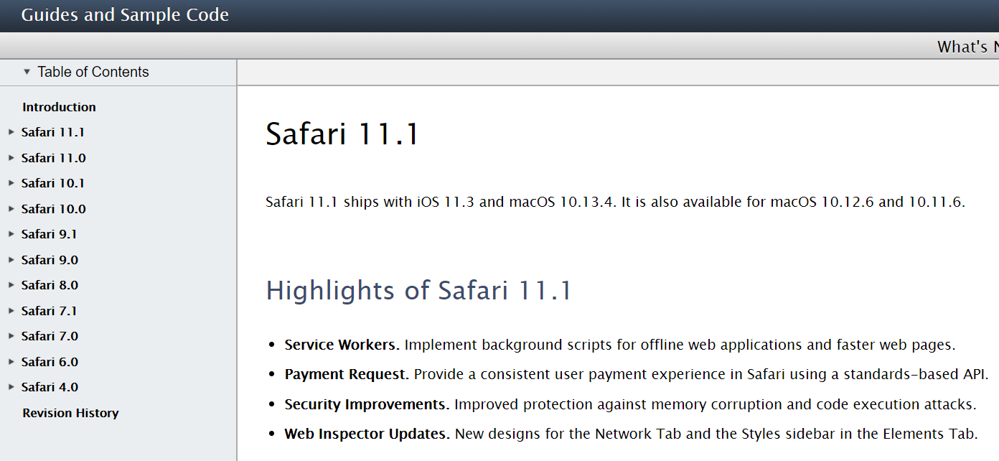 Guides and Sample Code
What's
Table of Contents
Introduction
Safari 11.1
Safari 11.0
Safari 10.1
Safari 10.0
Safari 9.1
Safari 9.0
Safari 8.0
Safari 7.1
Safari 7.0
Safari 6.0
Safari 4.0
Revision History
Safari 11.1
Safari 11.1 ships with iOS 11.3 and macOS 10.13.4. It is also available for macOS 10.12.6 and 10.11.6.
Highlights of Safari 11.1
• Service Workers. Implement background scripts for offline web applications and faster web pages.
• Payment Request. Provide a consistent user payment experience in Safari using a standards-based API.
• Security Improvements. Improved protection against memory corruption and code execution attacks.
• Web Inspector Updates. New designs for the Network Tab and the Styles sidebar in the Elements Tab.